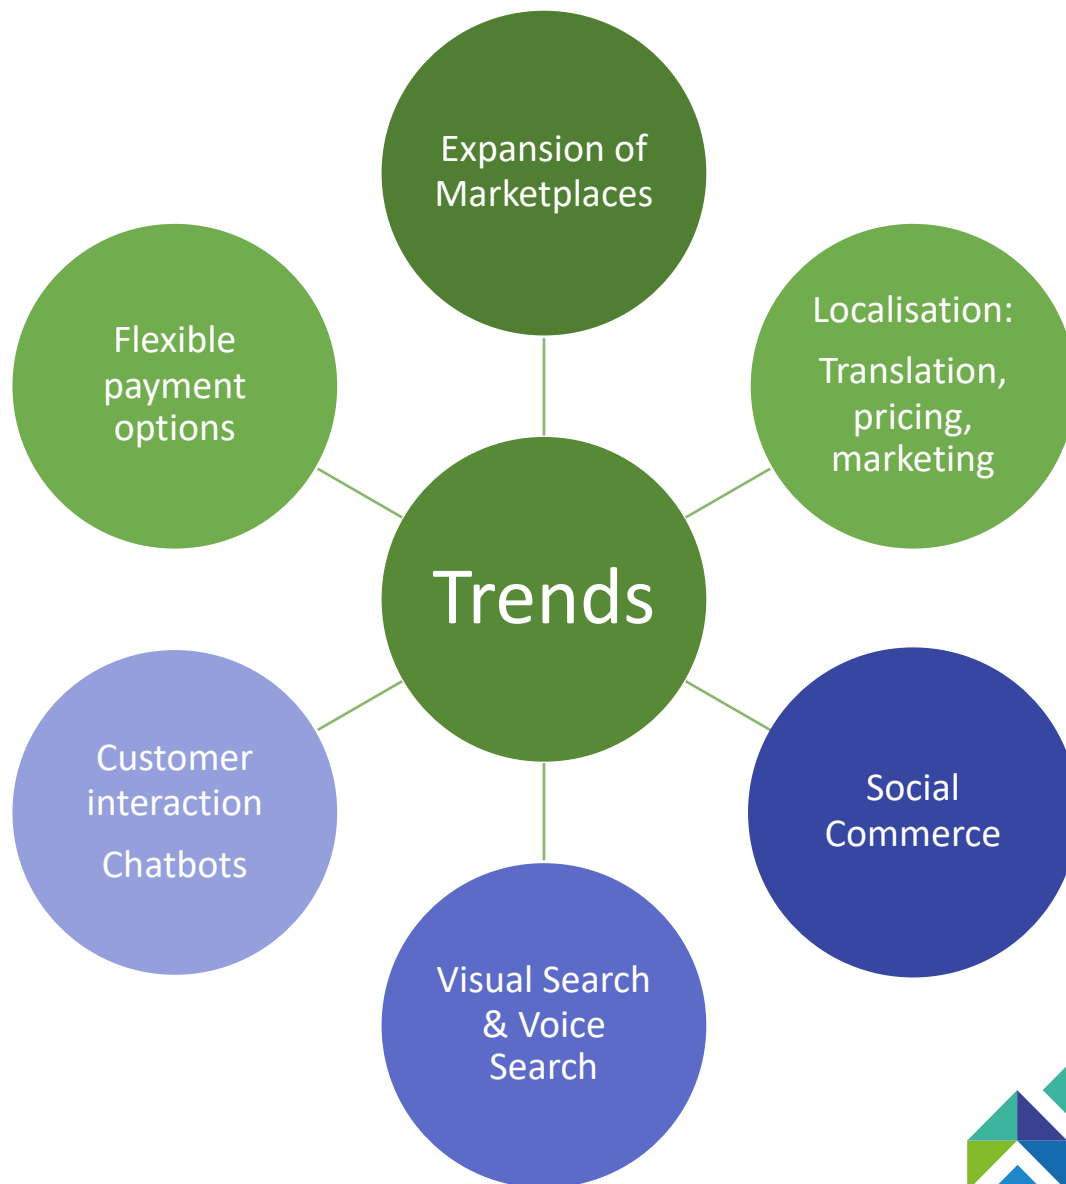 Expansion of
Marketplaces
Localisation:
Translation,
pricing,
marketing
Social
Commerce
Visual Search
& Voice
Search
Customer
interaction
Chatbots
Flexible
payment
options
Trends